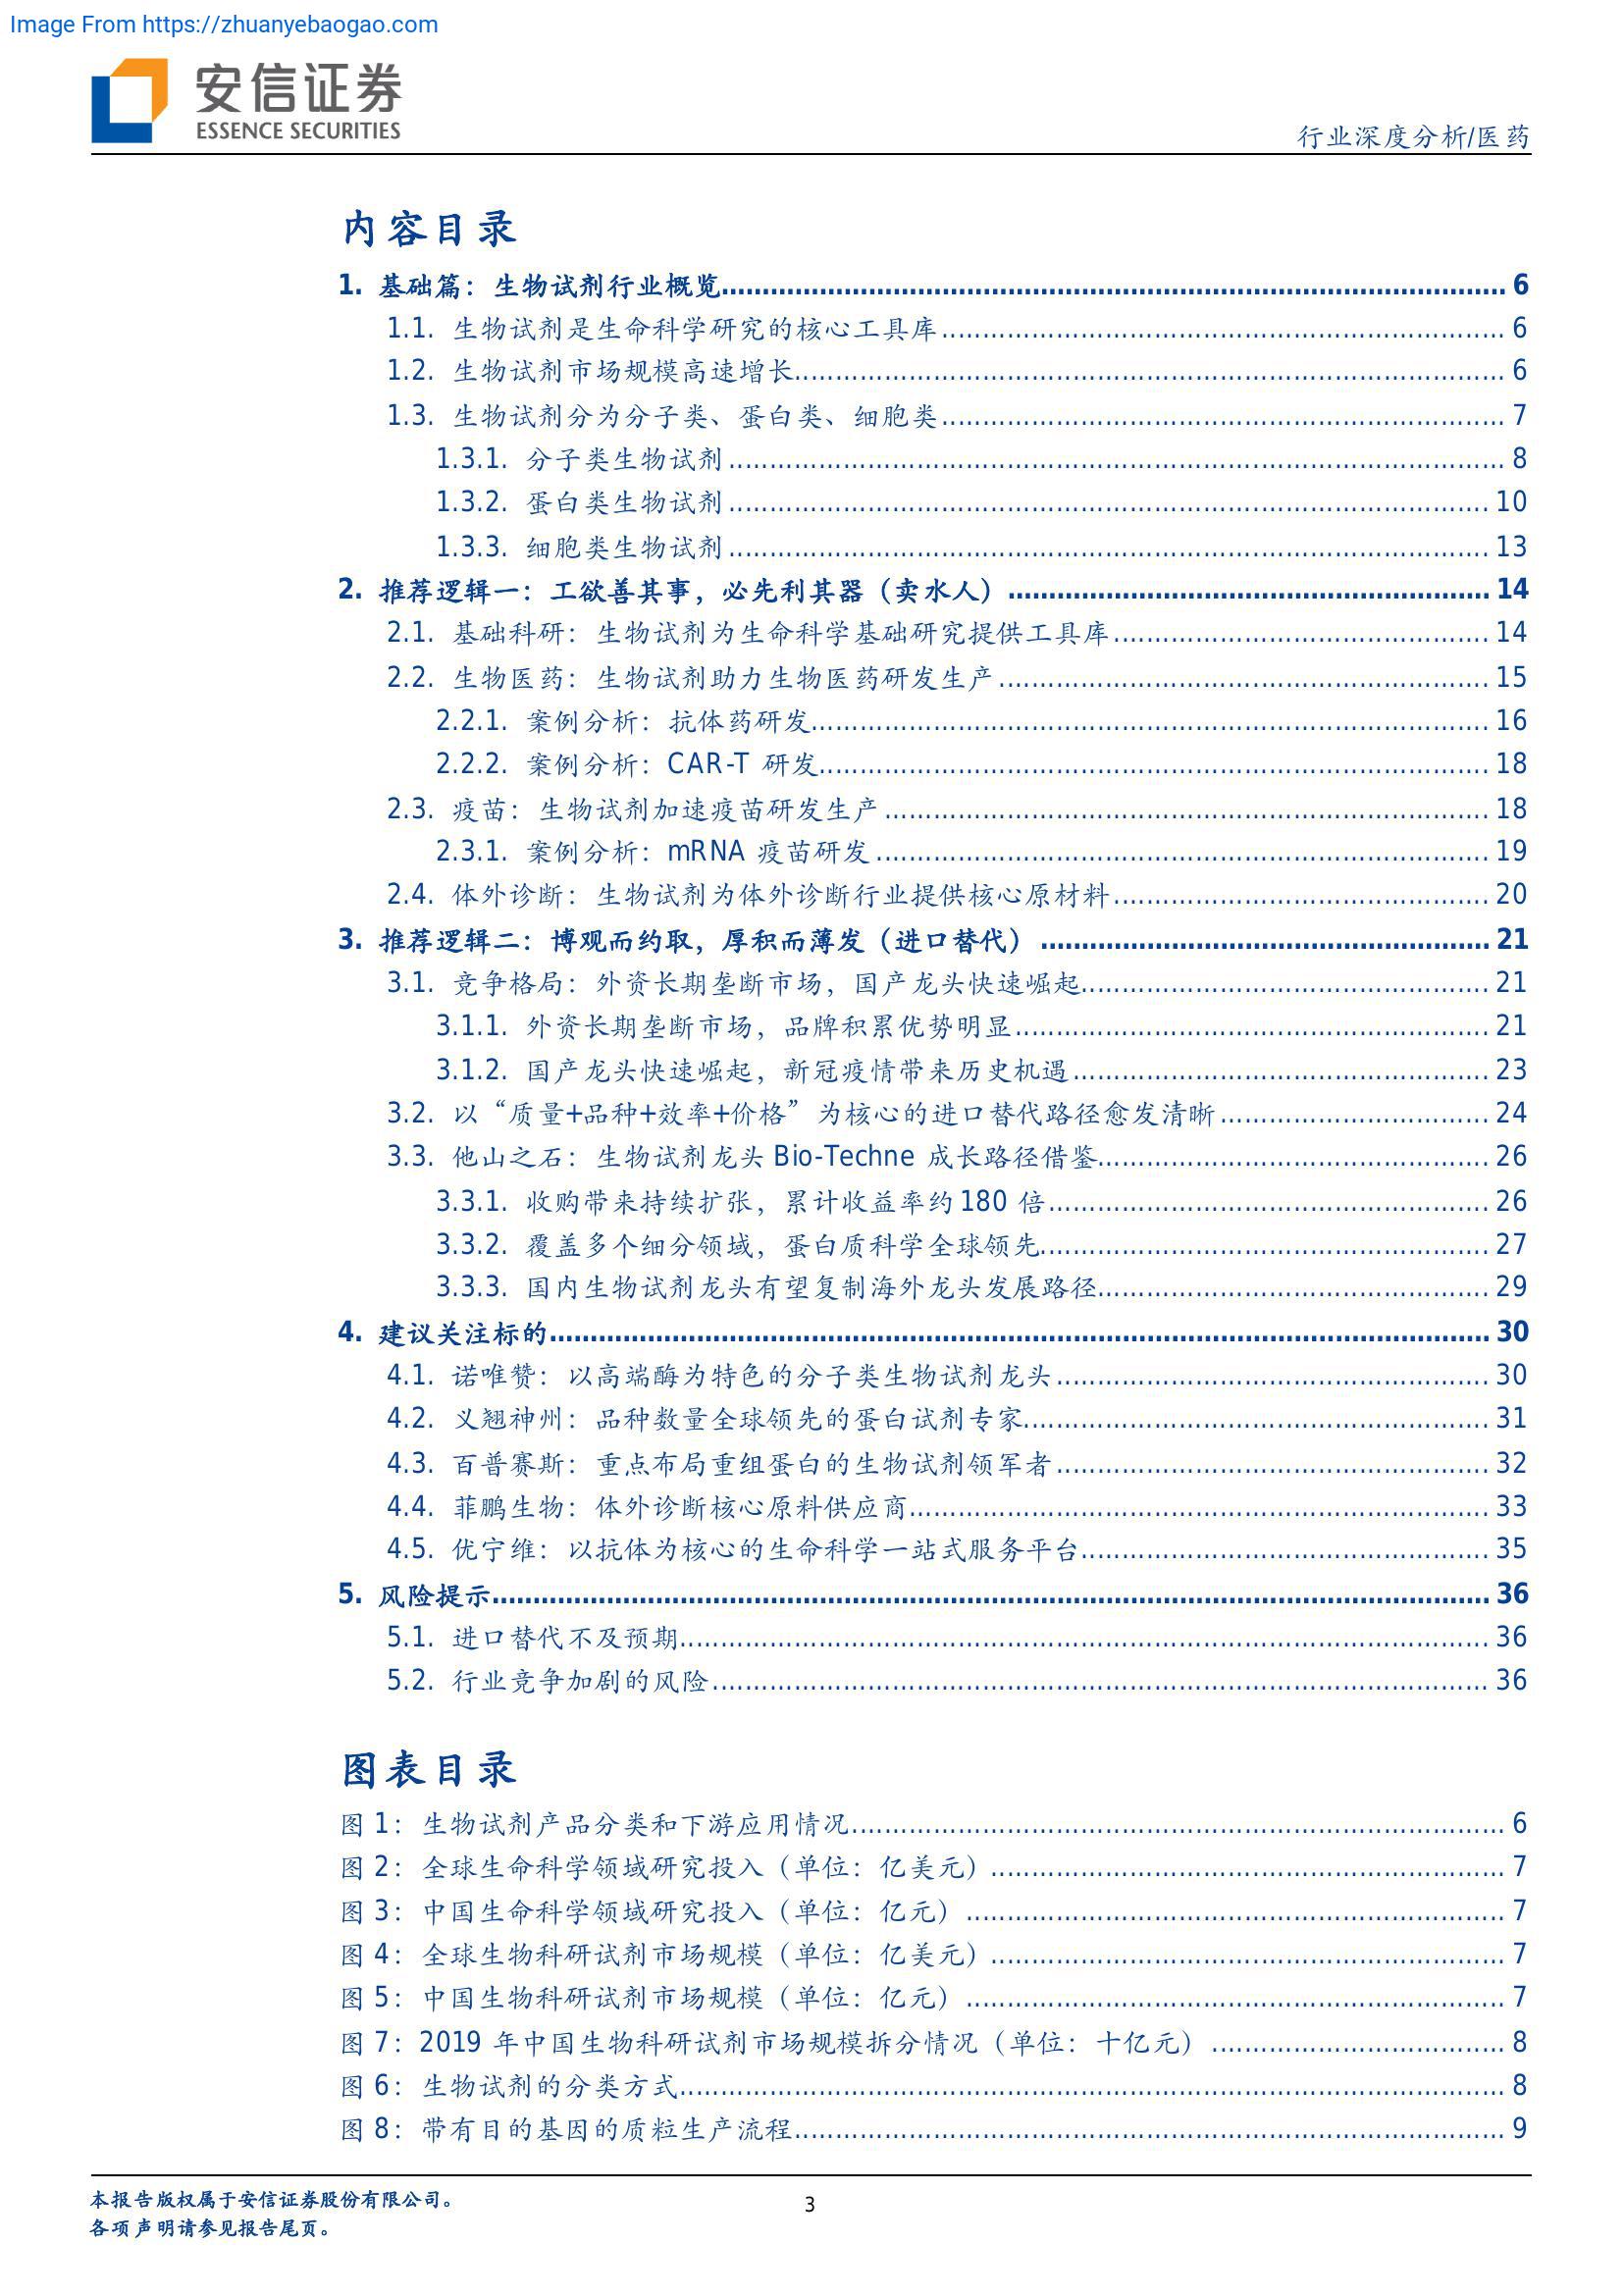 Image From https://zhuanyebaogao.com
安信证券
ESSENCE SECURITIES
行业深度分析/医药
内容目录
1. 基础篇：生物试剂行业概览 6
1.1. 生物试剂是生命科学研究的核心工具库 6
1.2. 生物试剂市场规模高速增长 6
1.3. 生物试剂分为分子类、蛋白类、细胞类 7
1.3.1. 分子类生物试剂 8
1.3.2. 蛋白类生物试剂 10
1.3.3. 细胞类生物试剂 13
2. 推荐逻辑一：工欲善其事，必先利其器（卖水人） 14
2.1. 基础科研：生物试剂为生命科学基础研究提供工具库 14
2.2. 生物医药：生物试剂助力生物医药研发生产 15
2.2.1. 案例分析：抗体药研发 16
2.2.2. 案例分析：CAR-T 研发 18
2.3. 疫苗：生物试剂加速疫苗研发生产 18
2.3.1. 案例分析：mRNA 疫苗研发 19
2.4. 体外诊断：生物试剂为体外诊断行业提供核心原材料 20
3. 推荐逻辑二：博观而约取，厚积而薄发（进口替代） 21
3.1. 竞争格局：外资长期垄断市场，国产龙头快速崛起 21
3.1.1. 外资长期垄断市场，品牌积累优势明显 21
3.1.2. 国产龙头快速崛起，新冠疫情带来历史机遇 23
3.2. 以“质量+品种+效率+价格”为核心的进口替代路径愈发清晰 24
3.3. 他山之石：生物试剂龙头 Bio-Techne 成长路径借鉴 26
3.3.1. 收购带来持续扩张，累计收益率约 180 倍 26
3.3.2. 覆盖多个细分领域，蛋白质科学全球领先 27
3.3.3. 国内生物试剂龙头有望复制海外龙头发展路径 29
4. 建议关注标的 30
4.1. 诺唯赞：以高端酶为特色的分子类生物试剂龙头 30
4.2. 义翘神州：品种数量全球领先的蛋白试剂专家 31
4.3. 百普赛斯：重点布局重组蛋白的生物试剂领军者 32
4.4. 菲鹏生物：体外诊断核心原料供应商 33
4.5. 优宁维：以抗体为核心的生命科学一站式服务平台 35
5. 风险提示 36
5.1. 进口替代不及预期 36
5.2. 行业竞争加剧的风险 36
图表目录
图 1：生物试剂产品分类和下游应用情况 6
图 2：全球生命科学领域研究投入（单位：亿美元） 7
图 3：中国生命科学领域研究投入（单位：亿元） 7
图 4：全球生物科研试剂市场规模（单位：亿美元） 7
图 5：中国生物科研试剂市场规模（单位：亿元） 7
图 7：2019 年中国生物科研试剂市场规模拆分情况（单位：十亿元） 8
图 6：生物试剂的分类方式 8
图 8：带有目的基因的质粒生产流程 9
本报告版权属于安信证券股份有限公司。
各项声明请参见报告尾页。
3